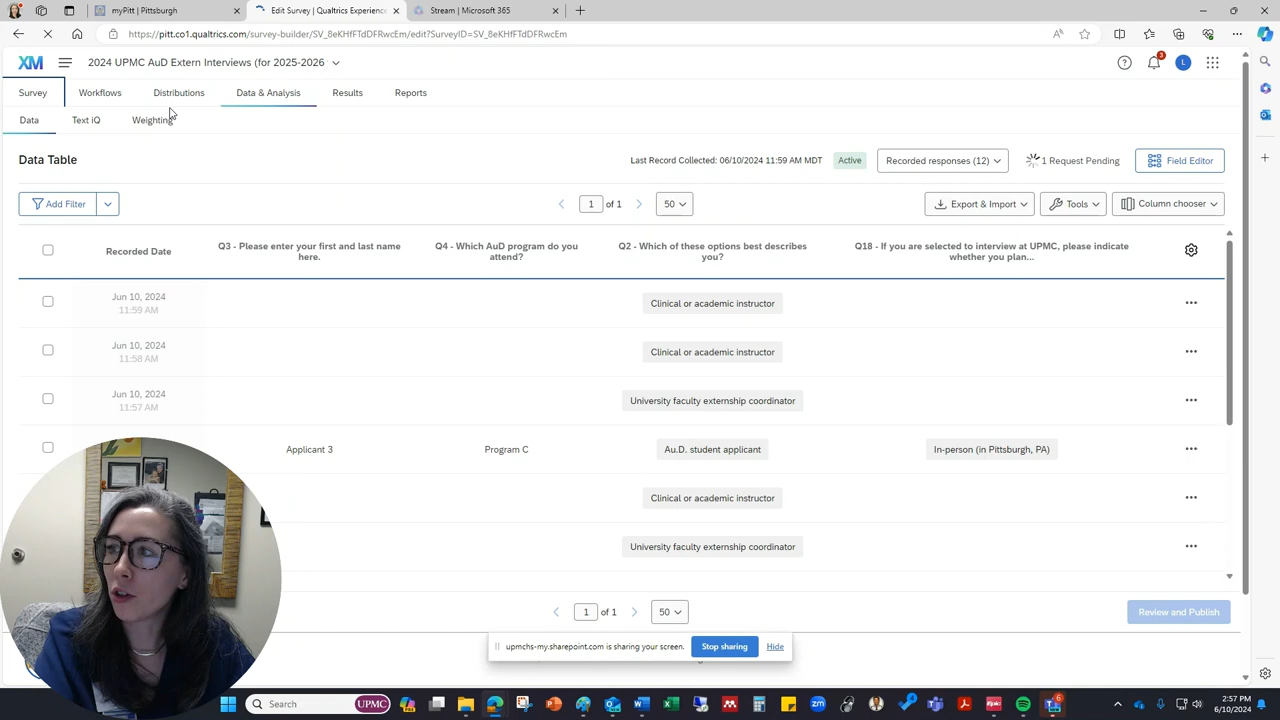 myPitt | Pittsburgh
Edit Survey | Qualtrics Experience
Stream | Microsoft 365
https://pitt.co1.qualtrics.com/survey-builder/SV_8eKHfFTdDFRwcEm/edit?SurveyID=SV_8eKHfFTdDFRwcEm
XM
2024 UPMC AuD Extern Interviews (for 2025-2026
3
L
Survey
Workflows
Distributions
Data & Analysis
Results
Reports
Data
Text iQ
Weighting
Data Table
Last Record Collected: 06/10/2024 11:59 AM MDT
Active
Recorded responses (12)
1 Request Pending
Field Editor
Add Filter
1 of 1
50
Export & Import
Tools
Column chooser
Recorded Date
Q3 - Please enter your first and last name
here.
Q4 - Which AuD program do you
attend?
Q2 - Which of these options best describes
you?
Q18 - If you are selected to interview at UPMC, please indicate
whether you plan...
Jun 10, 2024
11:59 AM
Clinical or academic instructor
Jun 10, 2024
11:58 AM
Clinical or academic instructor
Jun 10, 2024
11:57 AM
University faculty externship coordinator
Applicant 3
Program C
Au.D. student applicant
In-person (in Pittsburgh, PA)
Clinical or academic instructor
University faculty externship coordinator
1 of 1
50
Review and Publish
upmchs-my.sharepoint.com is sharing your screen.
Stop sharing
Hide
Search
UPMC
6
2:57 PM
6/10/2024